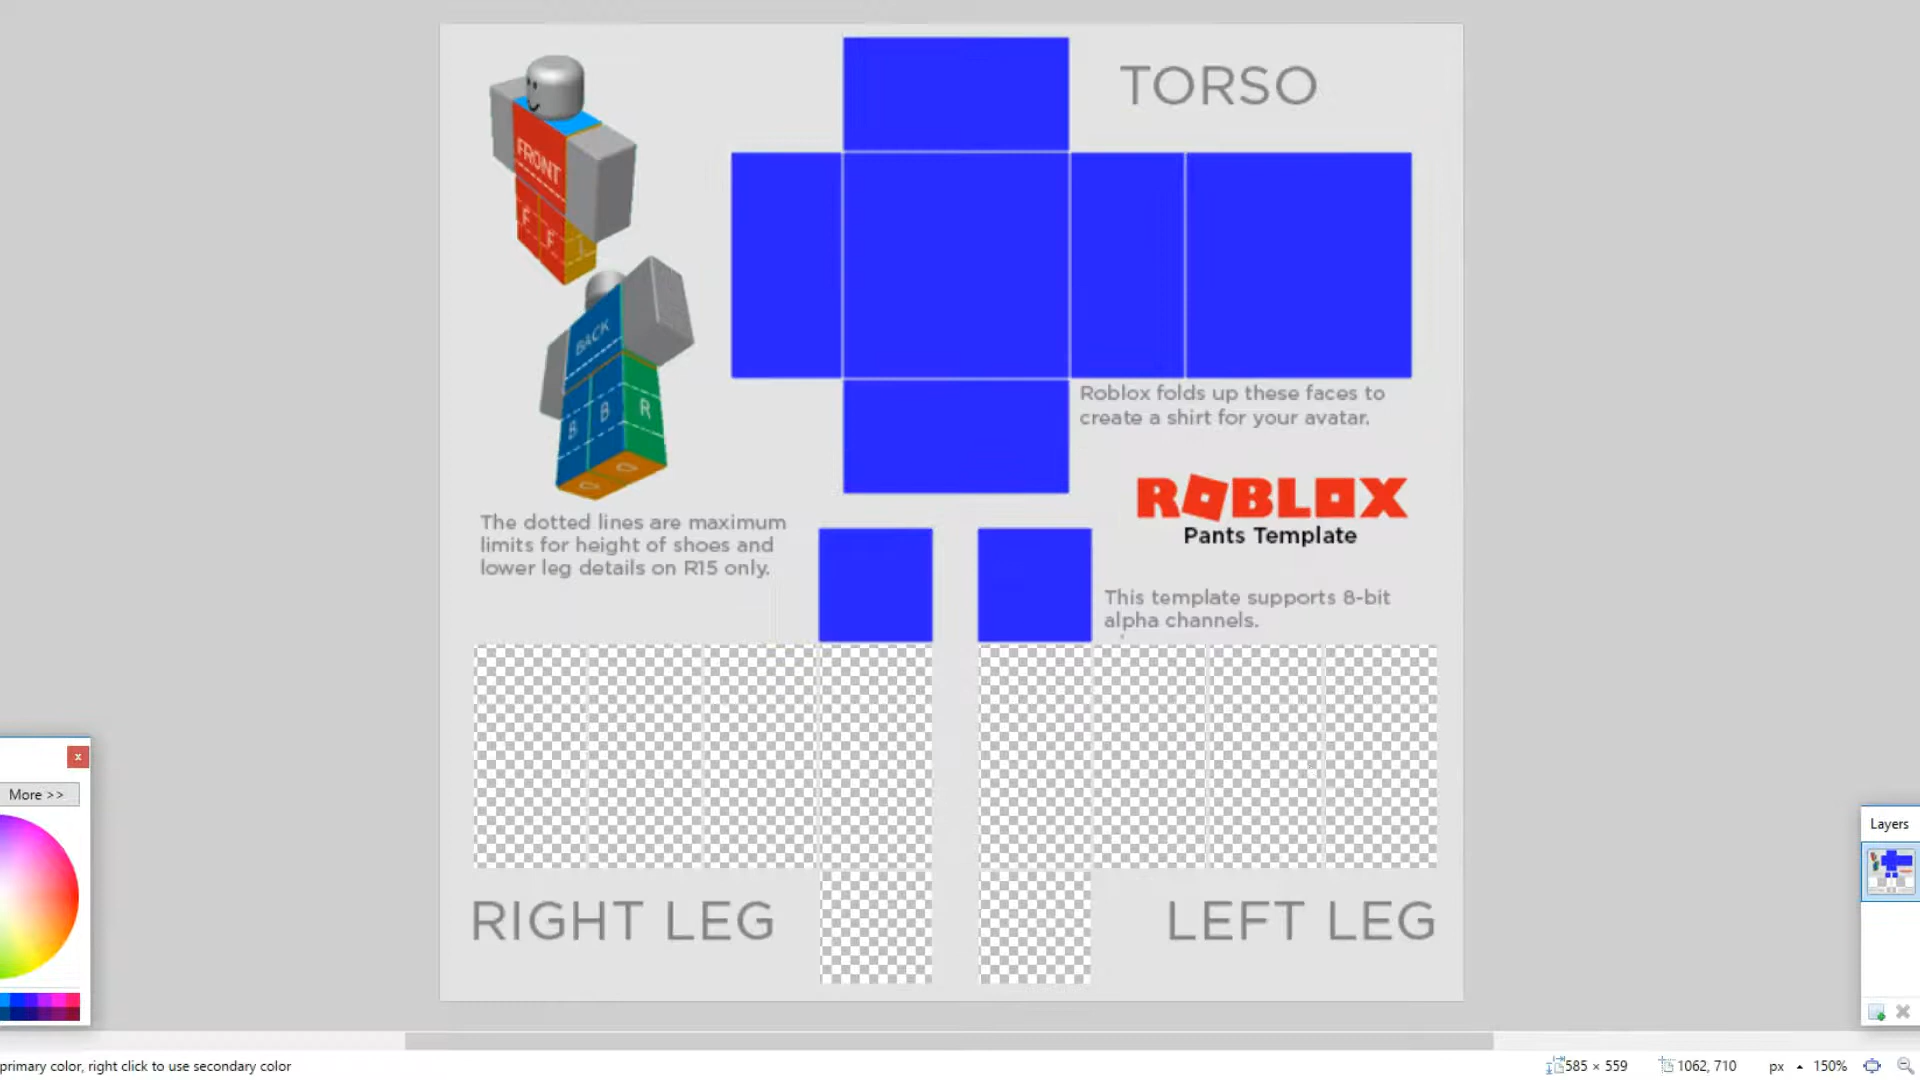 TORSO
FRONT
F
F
L
BACK
B
B
R
Roblox folds up these faces to
create a shirt for your avatar.
ROBLOX
Pants Template
The dotted lines are maximum
limits for height of shoes and
lower leg details on R15 only.
This template supports 8-bit
alpha channels.
RIGHT LEG
LEFT LEG
x
More >>
Layers
primary color, right click to use secondary color
585 × 559
1062, 710
px
150%